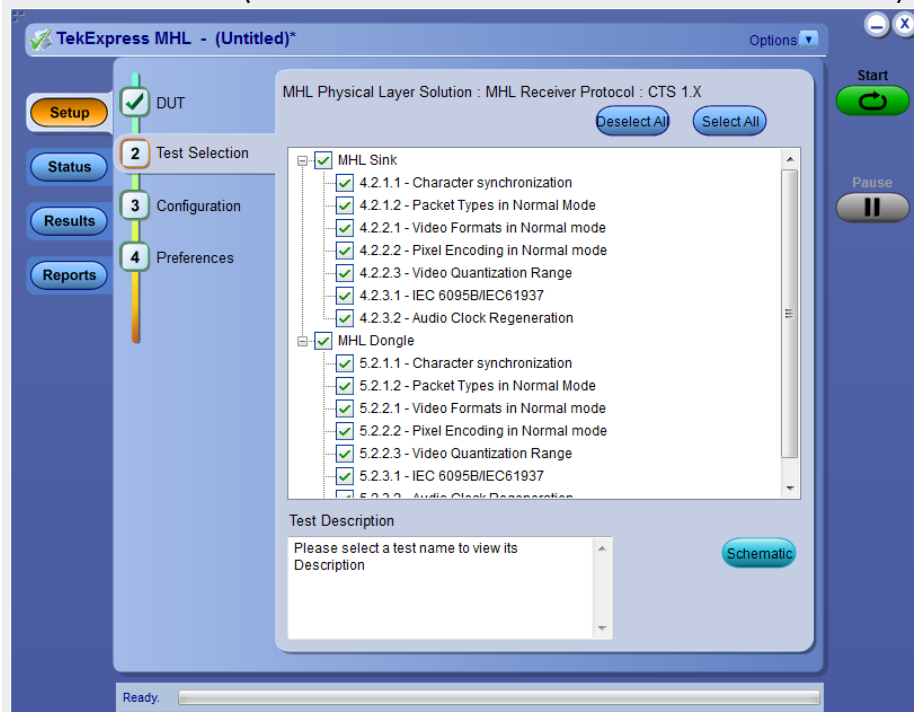 TekExpress MHL - (Untitled)*
Options
X
Start
Pause
Setup
Status
Results
Reports
DUT
2 Test Selection
3 Configuration
4 Preferences
MHL Physical Layer Solution : MHL Receiver Protocol : CTS 1.X
Deselect All
Select All
MHL Sink
4.2.1.1 - Character synchronization
4.2.1.2 - Packet Types in Normal Mode
4.2.2.1 - Video Formats in Normal mode
4.2.2.2 - Pixel Encoding in Normal mode
4.2.2.3 - Video Quantization Range
4.2.3.1 - IEC 6095B/IEC61937
4.2.3.2 - Audio Clock Regeneration
MHL Dongle
5.2.1.1 - Character synchronization
5.2.1.2 - Packet Types in Normal Mode
5.2.2.1 - Video Formats in Normal mode
5.2.2.2 - Pixel Encoding in Normal mode
5.2.2.3 - Video Quantization Range
5.2.3.1 - IEC 6095B/IEC61937
5.2.3.2 - Audio Clock Regeneration
Test Description
Please select a test name to view its
Description
Schematic
Ready.